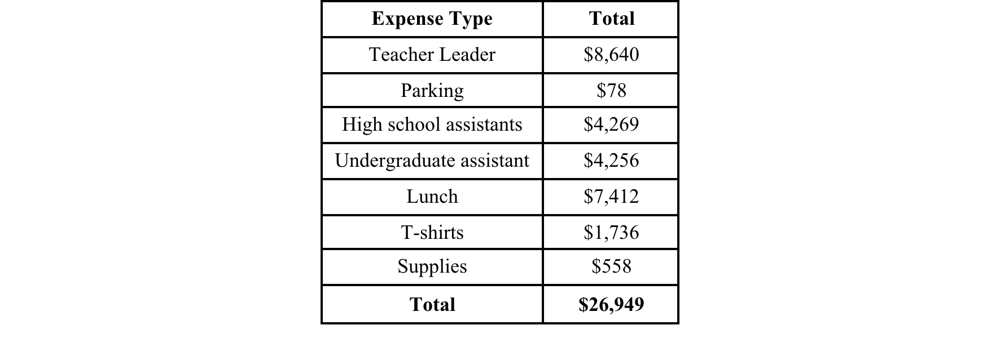 Expense Type Total
Teacher Leader $8,640
Parking $78
High school assistants $4,269
Undergraduate assistant $4,256
Lunch $7,412
T-shirts $1,736
Supplies $558
Total $26,949